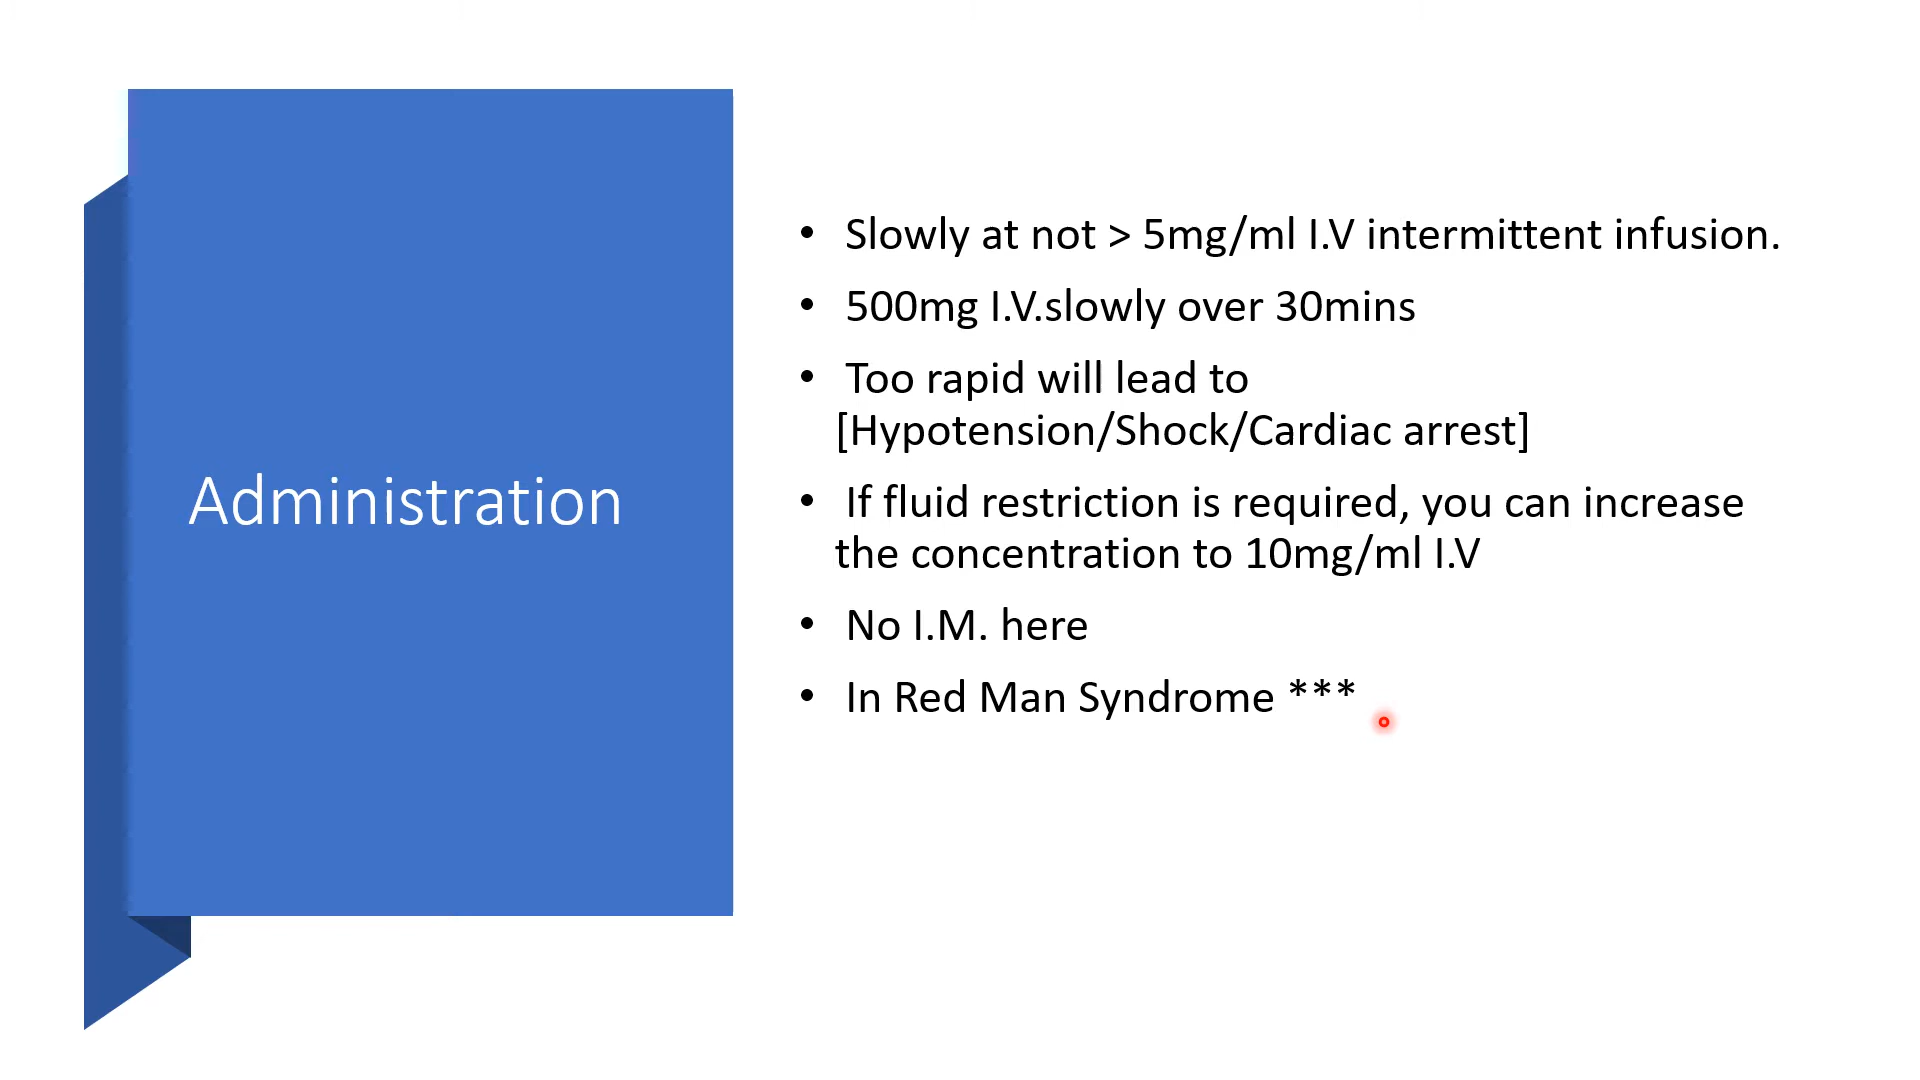 Administration
• Slowly at not > 5mg/ml I.V intermittent infusion.
• 500mg I.V.slowly over 30mins
• Too rapid will lead to
[Hypotension/Shock/Cardiac arrest]
• If fluid restriction is required, you can increase
the concentration to 10mg/ml I.V
• No I.M. here
• In Red Man Syndrome ***